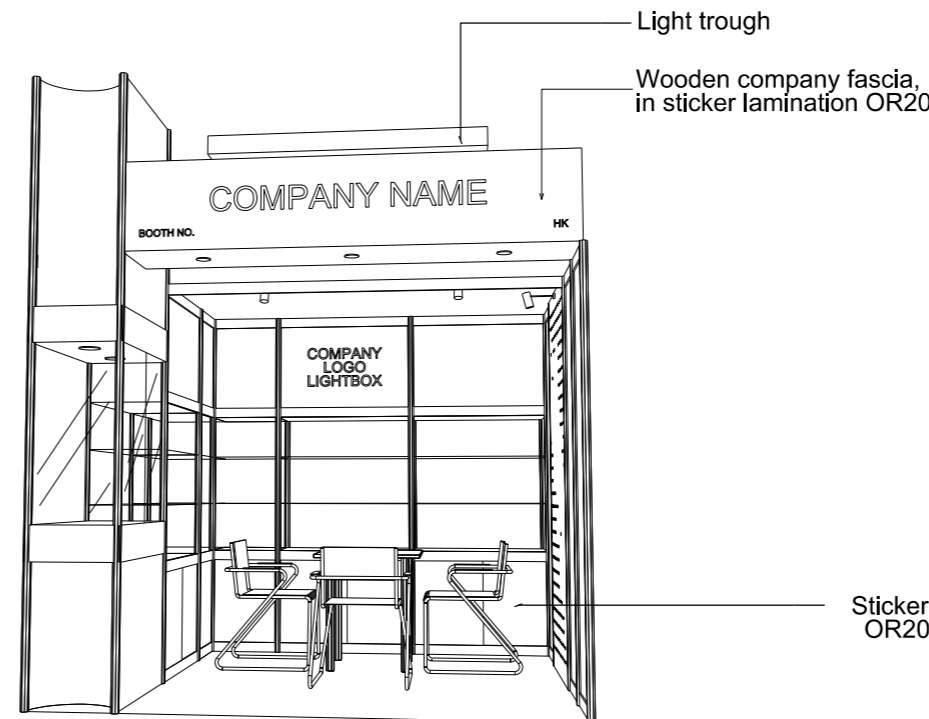 Light trough
Wooden company fascia,
in sticker lamination OR20
COMPANY NAME
BOOTH NO.
HK
COMPANY
LOGO
LIGHTBOX
Sticker
OR20